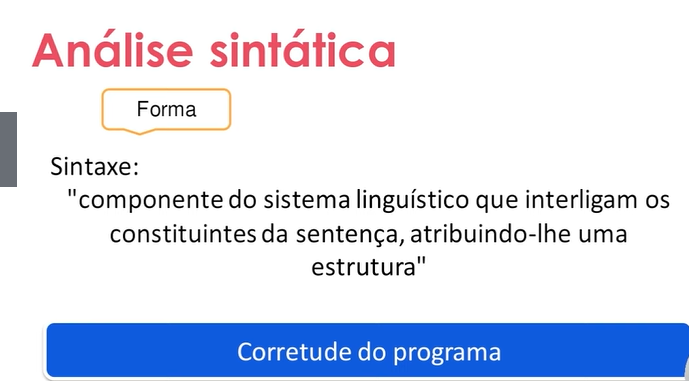 Análise sintática
Forma
Sintaxe:
"componente do sistema linguístico que interligam os
constituintes da sentença, atribuindo-lhe uma
estrutura"
Corretude do programa